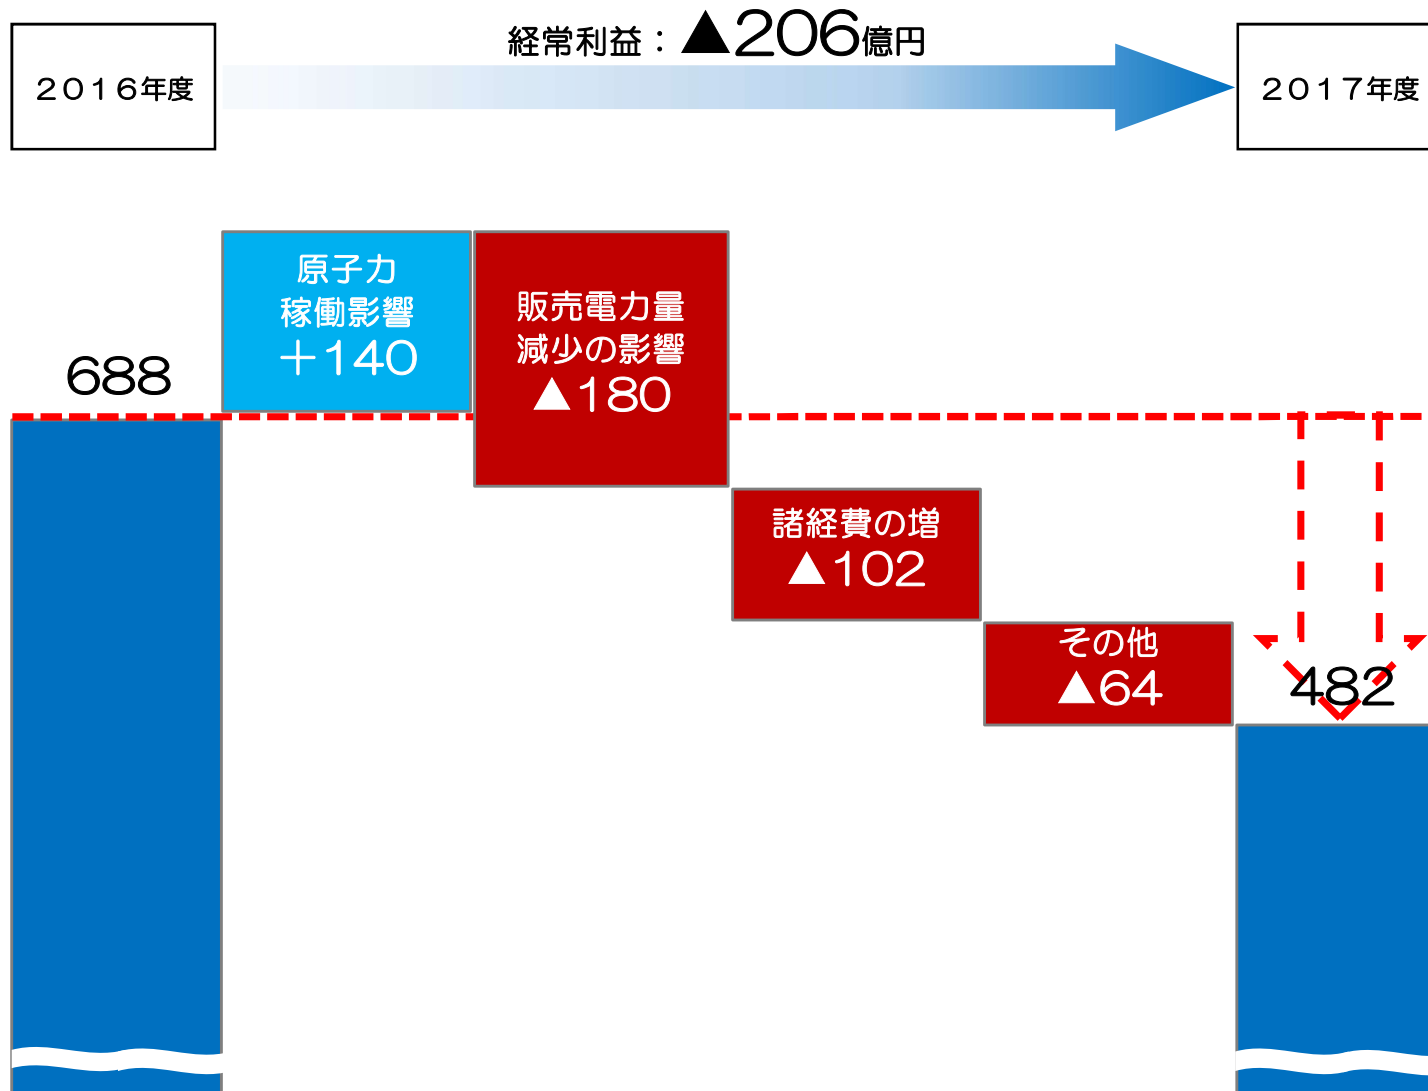 経常利益：▲206億円
２０１６年度
２０１７年度
原子力
稼働影響
＋140
販売電力量
減少の影響
▲180
688
諸経費の増
▲102
その他
▲64
482